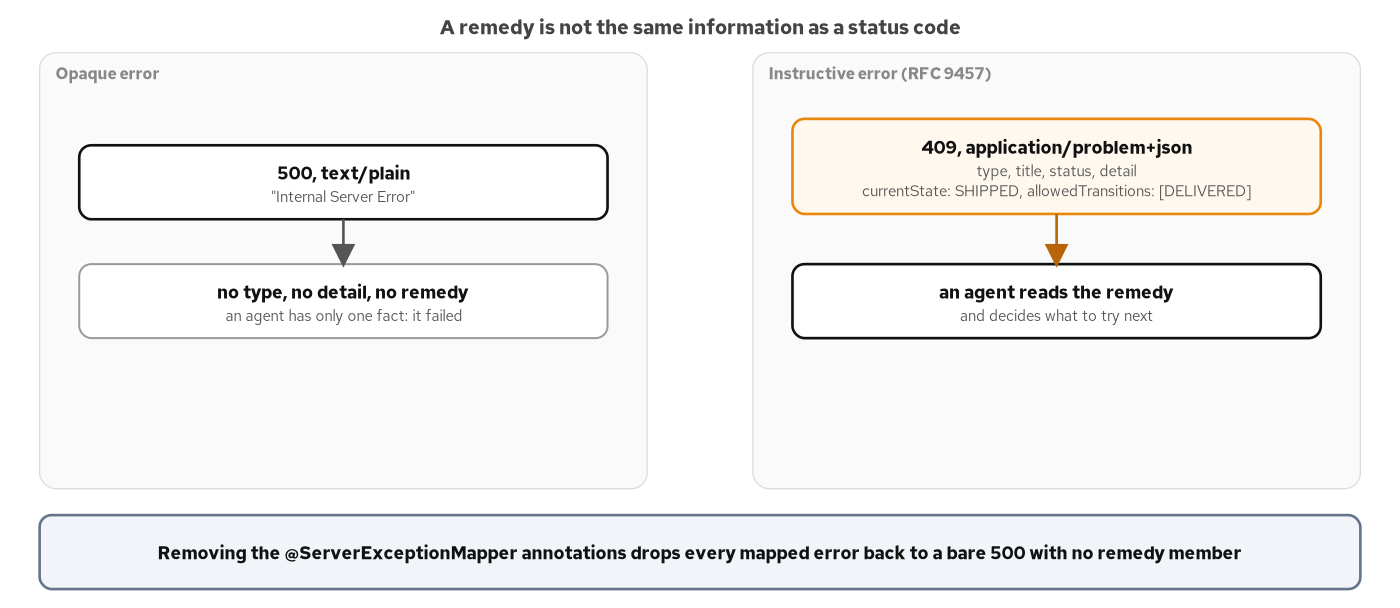 A remedy is not the same information as a status code
Opaque error
500, text/plain
"Internal Server Error"
no type, no detail, no remedy
an agent has only one fact: it failed
Instructive error (RFC 9457)
409, application/problem+json
type, title, status, detail
currentState: SHIPPED, allowedTransitions: [DELIVERED]
an agent reads the remedy
and decides what to try next
Removing the @ServerExceptionMapper annotations drops every mapped error back to a bare 500 with no remedy member